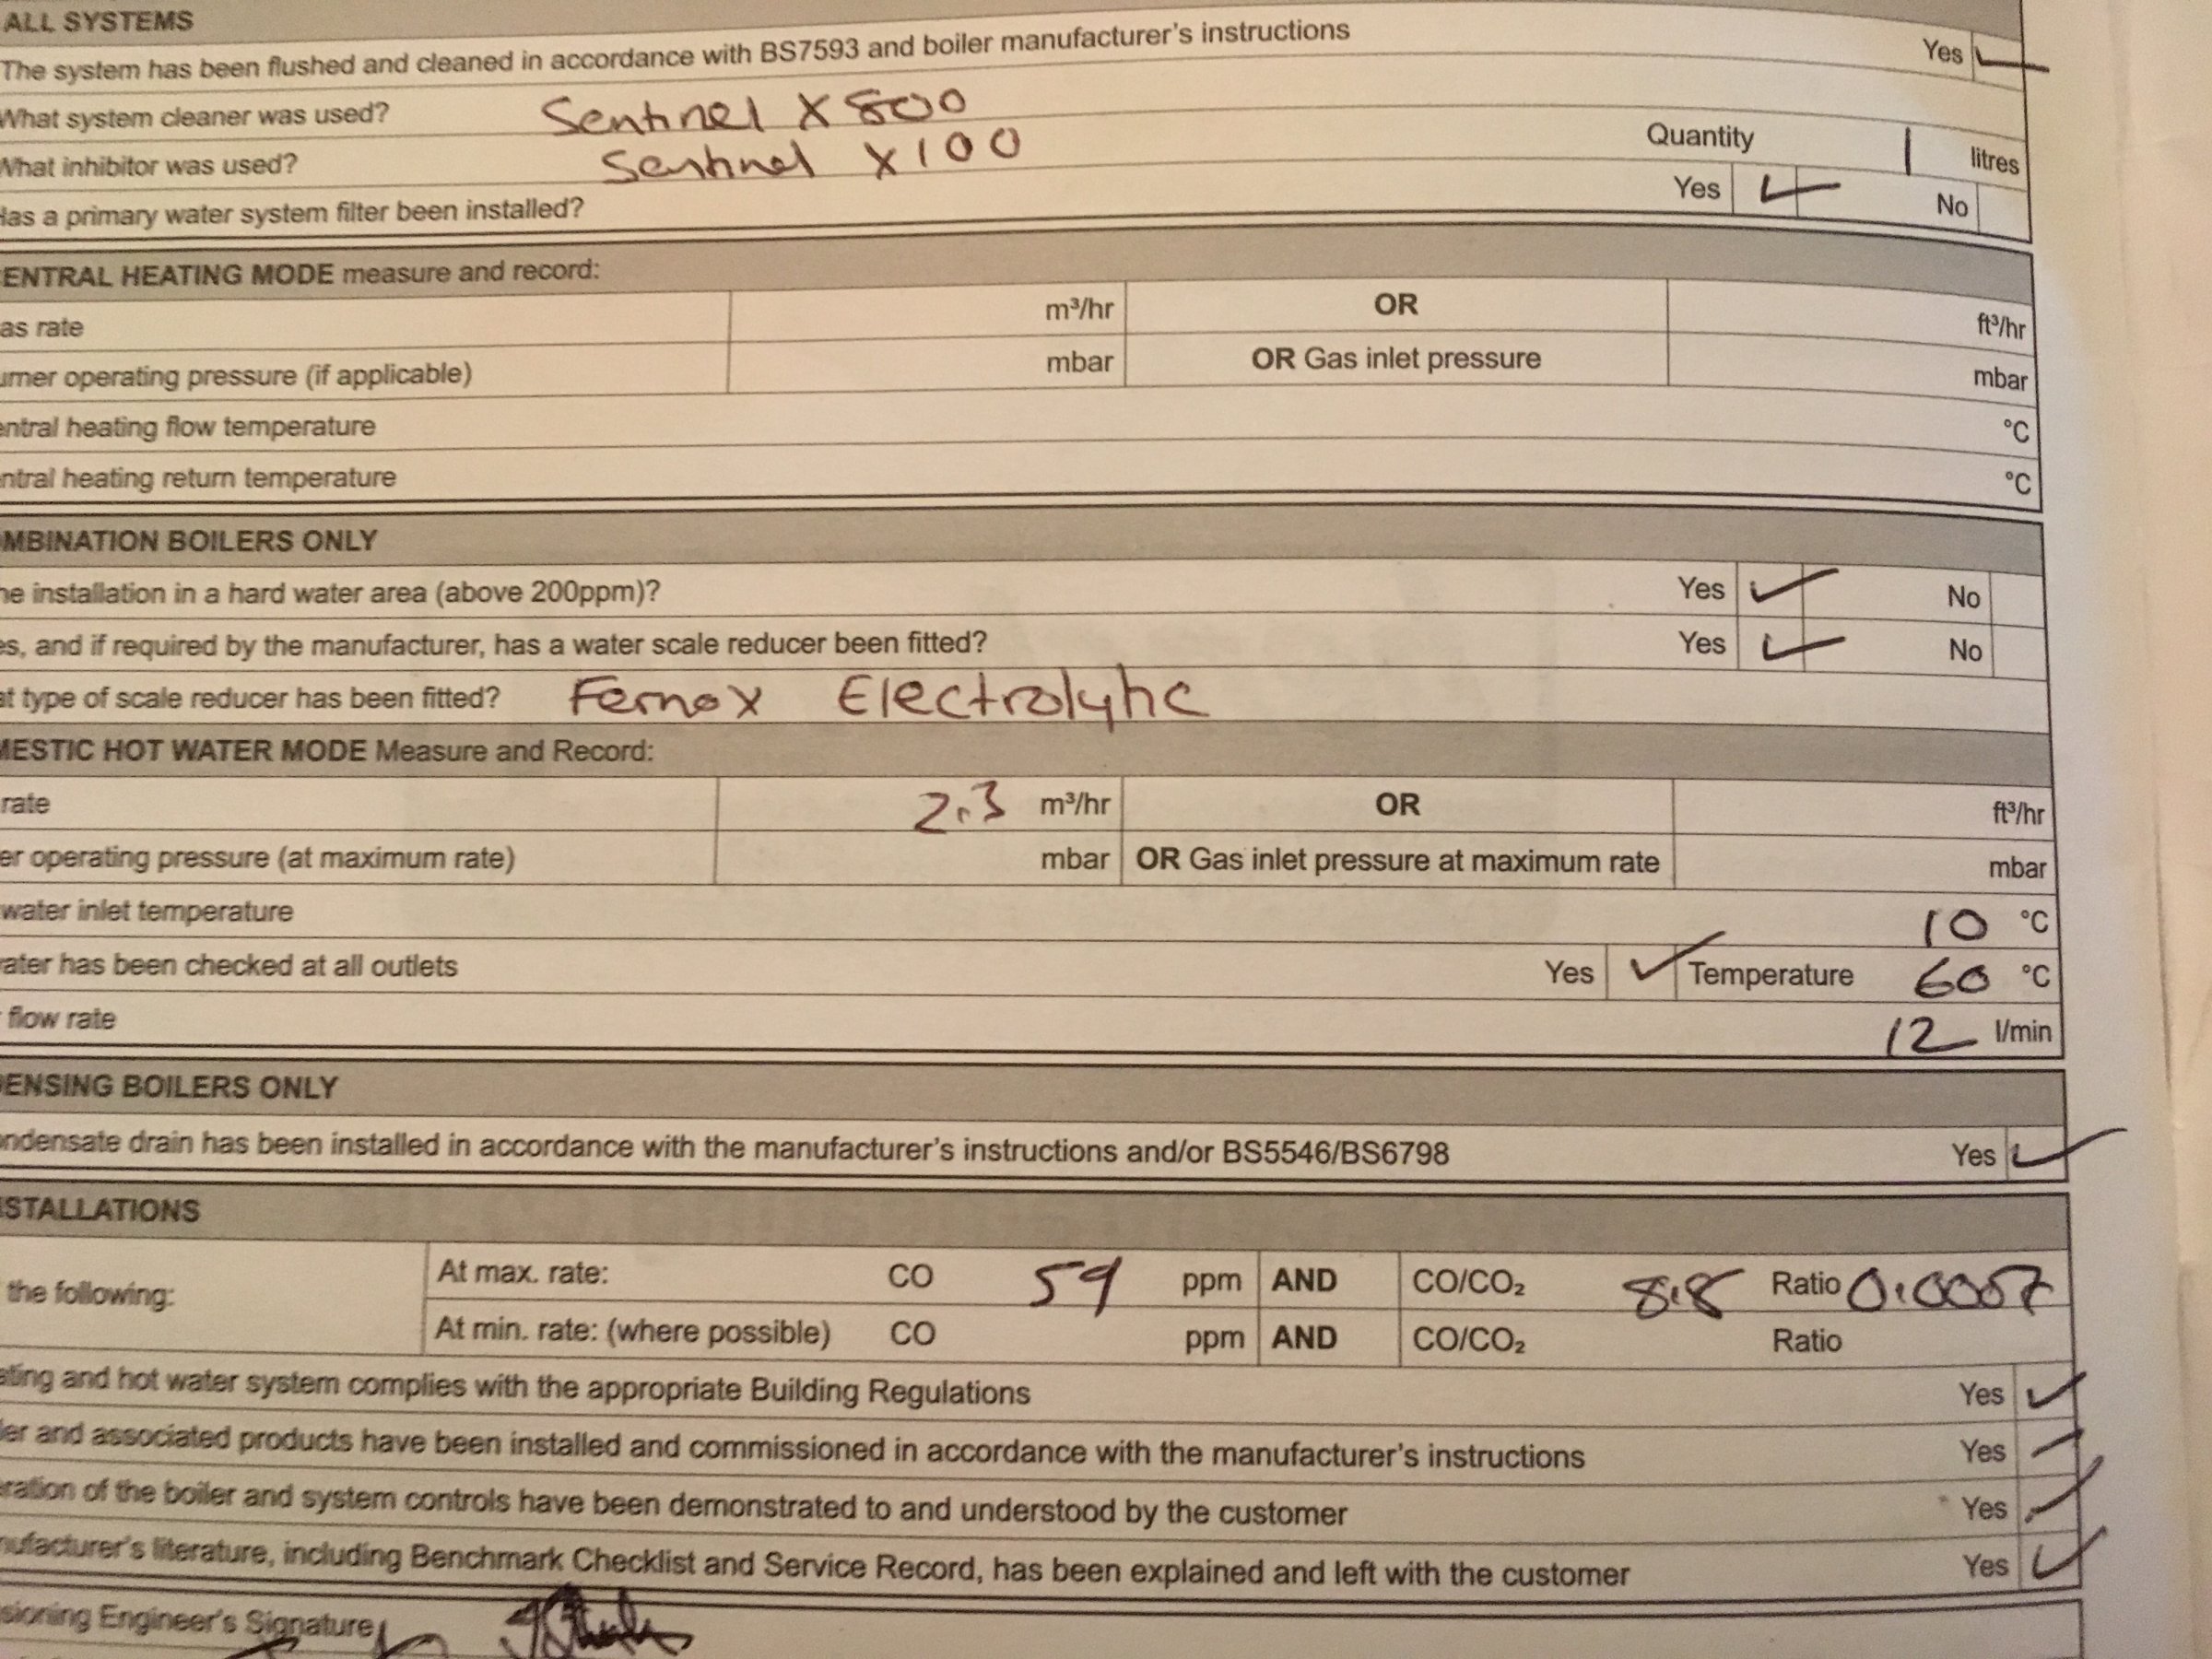 ALL SYSTEMS
The system has been flushed and cleaned in accordance with BS7593 and boiler manufacturer's instructions Yes
What system cleaner was used? Sentinel X800
What inhibitor was used? Sentinel X100 Quantity 1 litres
Has a primary water system filter been installed? Yes No
ENTRAL HEATING MODE measure and record:
as rate m³/hr OR ft³/hr
urner operating pressure (if applicable) mbar OR Gas inlet pressure mbar
entral heating flow temperature °C
ntral heating return temperature °C
MBINATION BOILERS ONLY
he installation in a hard water area (above 200ppm)? Yes No
es, and if required by the manufacturer, has a water scale reducer been fitted? Yes No
at type of scale reducer has been fitted? Fernox Electrolytic
MESTIC HOT WATER MODE Measure and Record:
rate 2.3 m³/hr OR ft³/hr
er operating pressure (at maximum rate) mbar OR Gas inlet pressure at maximum rate mbar
water inlet temperature 10 °C
ater has been checked at all outlets Yes Temperature 60 °C
flow rate 12 l/min
ENSING BOILERS ONLY
ondensate drain has been installed in accordance with the manufacturer's instructions and/or BS5546/BS6798 Yes
STALLATIONS
the following: At max. rate: CO 59 ppm AND CO/CO₂ 8.8 Ratio 0.0007
At min. rate: (where possible) CO ppm AND CO/CO₂ Ratio
ating and hot water system complies with the appropriate Building Regulations Yes
ler and associated products have been installed and commissioned in accordance with the manufacturer's instructions Yes
eration of the boiler and system controls have been demonstrated to and understood by the customer Yes
nufacturer's literature, including Benchmark Checklist and Service Record, has been explained and left with the customer Yes
sioning Engineer's Signature